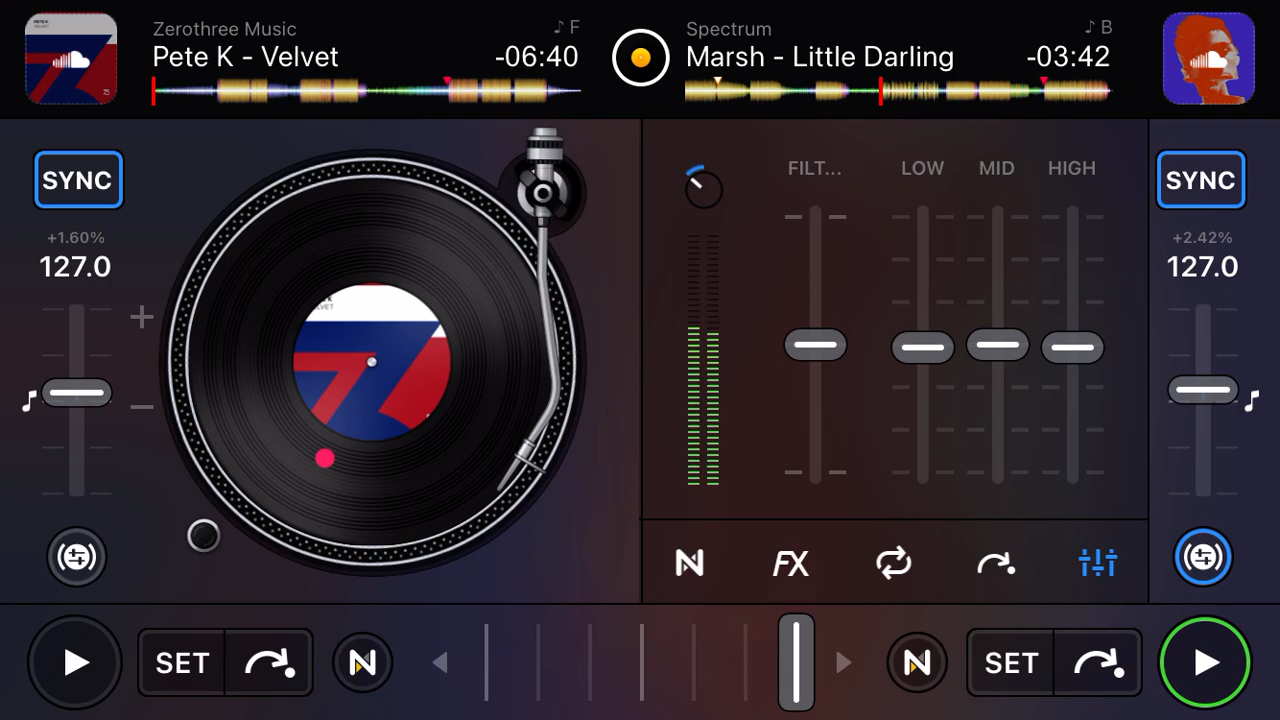 Zerothree Music
♪ F
Pete K - Velvet
-06:40
Spectrum
♪ B
Marsh - Little Darling
-03:42
SYNC
+1.60%
127.0
FILT...
LOW
MID
HIGH
SYNC
+2.42%
127.0
FX
SET
SET